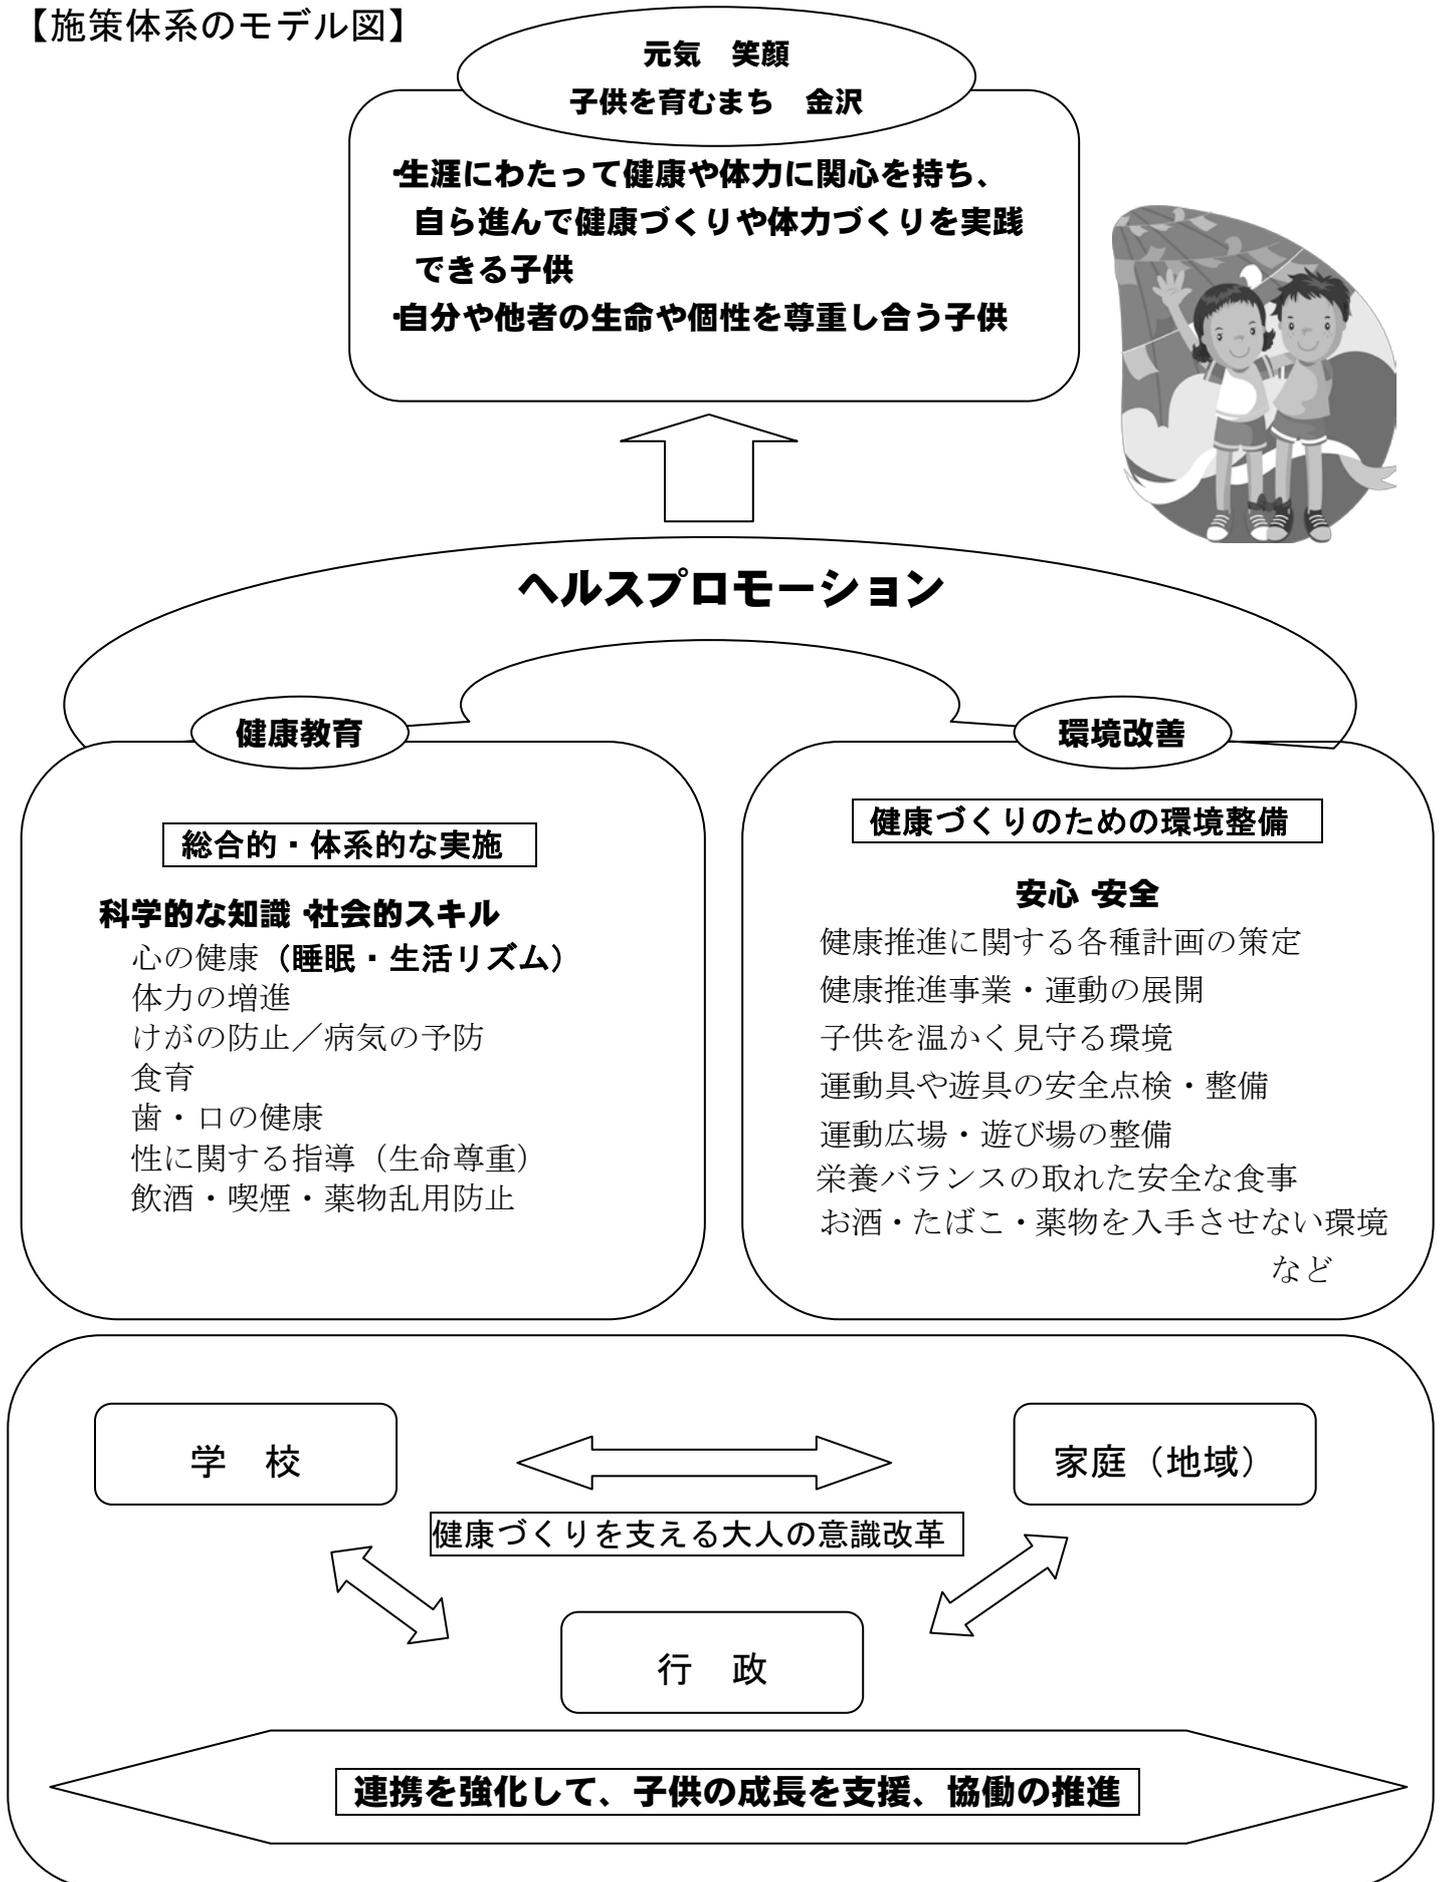 【施策体系のモデル図】
元気　笑顔
子供を育むまち　金沢
・生涯にわたって健康や体力に関心を持ち、
自ら進んで健康づくりや体力づくりを実践
できる子供
・自分や他者の生命や個性を尊重し合う子供
ヘルスプロモーション
健康教育
総合的・体系的な実施
科学的な知識・社会的スキル
心の健康（睡眠・生活リズム）
体力の増進
けがの防止／病気の予防
食育
歯・口の健康
性に関する指導（生命尊重）
飲酒・喫煙・薬物乱用防止
環境改善
健康づくりのための環境整備
安心・安全
健康推進に関する各種計画の策定
健康推進事業・運動の展開
子供を温かく見守る環境
運動具や遊具の安全点検・整備
運動広場・遊び場の整備
栄養バランスの取れた安全な食事
お酒・たばこ・薬物を入手させない環境
など
学　校
家庭（地域）
健康づくりを支える大人の意識改革
行　政
連携を強化して、子供の成長を支援、協働の推進